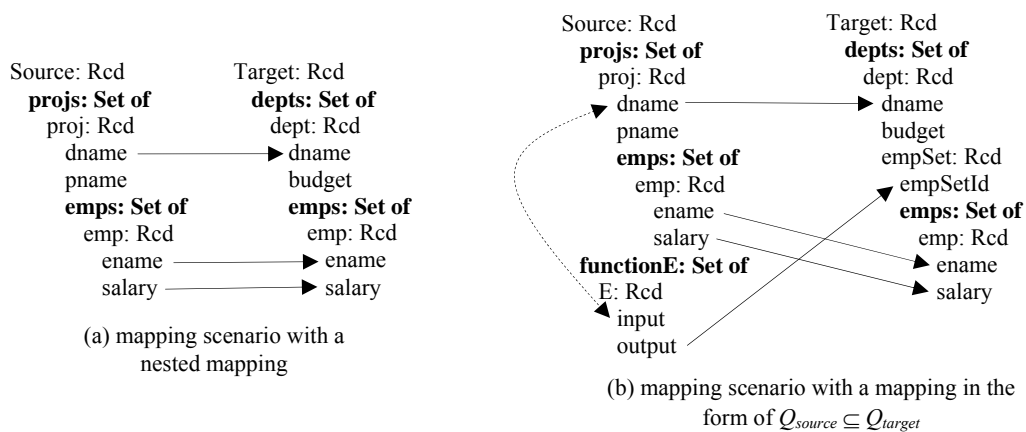 Source: Rcd
projs: Set of
proj: Rcd
dname
pname
emps: Set of
emp: Rcd
ename
salary
Target: Rcd
depts: Set of
dept: Rcd
dname
budget
emps: Set of
emp: Rcd
ename
salary
(a) mapping scenario with a
nested mapping
Source: Rcd
projs: Set of
proj: Rcd
dname
pname
emps: Set of
emp: Rcd
ename
salary
functionE: Set of
E: Rcd
input
output
Target: Rcd
depts: Set of
dept: Rcd
dname
budget
empSet: Rcd
empSetId
emps: Set of
emp: Rcd
ename
salary
(b) mapping scenario with a mapping in the
form of Qsource ⊆ Qtarget